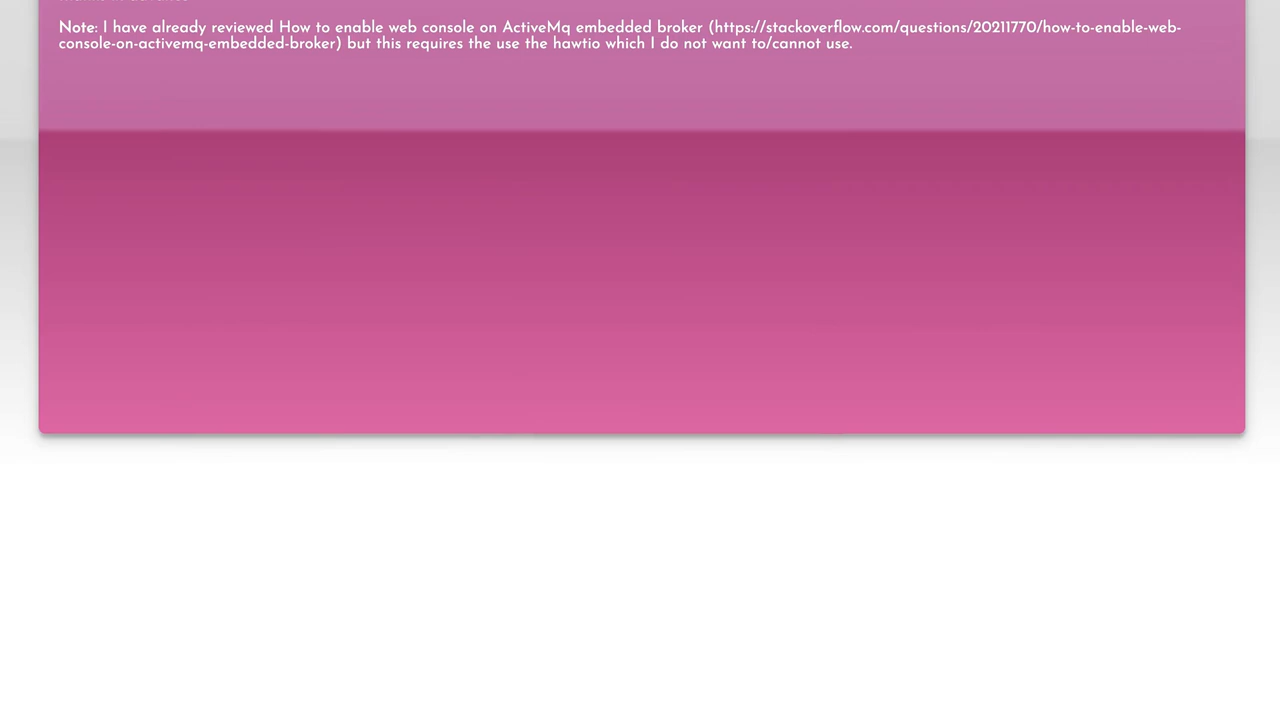 Note: I have already reviewed How to enable web console on ActiveMq embedded broker (https://stackoverflow.com/questions/20211770/how-to-enable-web-
console-on-activemq-embedded-broker) but this requires the use the hawtio which I do not want to/cannot use.